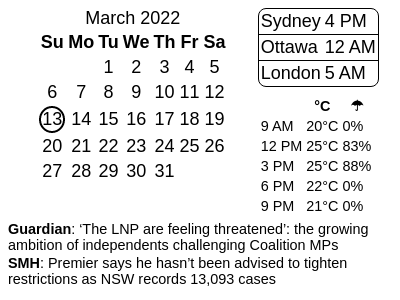 March 2022
Su Mo Tu We Th Fr Sa
1 2 3 4 5
6 7 8 9 10 11 12
13 14 15 16 17 18 19
20 21 22 23 24 25 26
27 28 29 30 31
Sydney 4 PM
Ottawa 12 AM
London 5 AM
°C ☂
9 AM 20°C 0%
12 PM 25°C 83%
3 PM 25°C 88%
6 PM 22°C 0%
9 PM 21°C 0%
Guardian: ‘The LNP are feeling threatened’: the growing
ambition of independents challenging Coalition MPs
SMH: Premier says he hasn’t been advised to tighten
restrictions as NSW records 13,093 cases